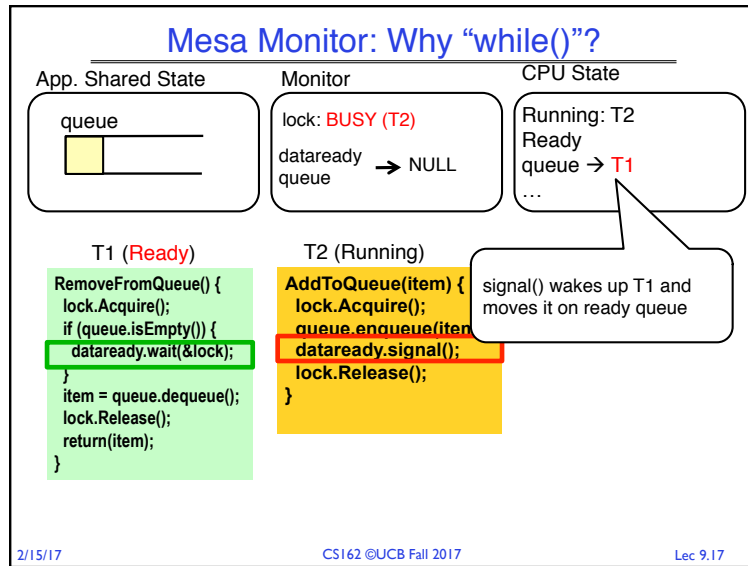 Mesa Monitor: Why “while()”?
App. Shared State
Monitor
CPU State
queue
lock: BUSY (T2)
dataready
queue → NULL
Running: T2
Ready
queue → T1
…
signal() wakes up T1 and
moves it on ready queue
T1 (Ready)
RemoveFromQueue() {
lock.Acquire();
if (queue.isEmpty()) {
dataready.wait(&lock);
}
item = queue.dequeue();
lock.Release();
return(item);
}
T2 (Running)
AddToQueue(item) {
lock.Acquire();
queue.enqueue(item
dataready.signal();
lock.Release();
}
2/15/17
CS162 ©UCB Fall 2017
Lec 9.17